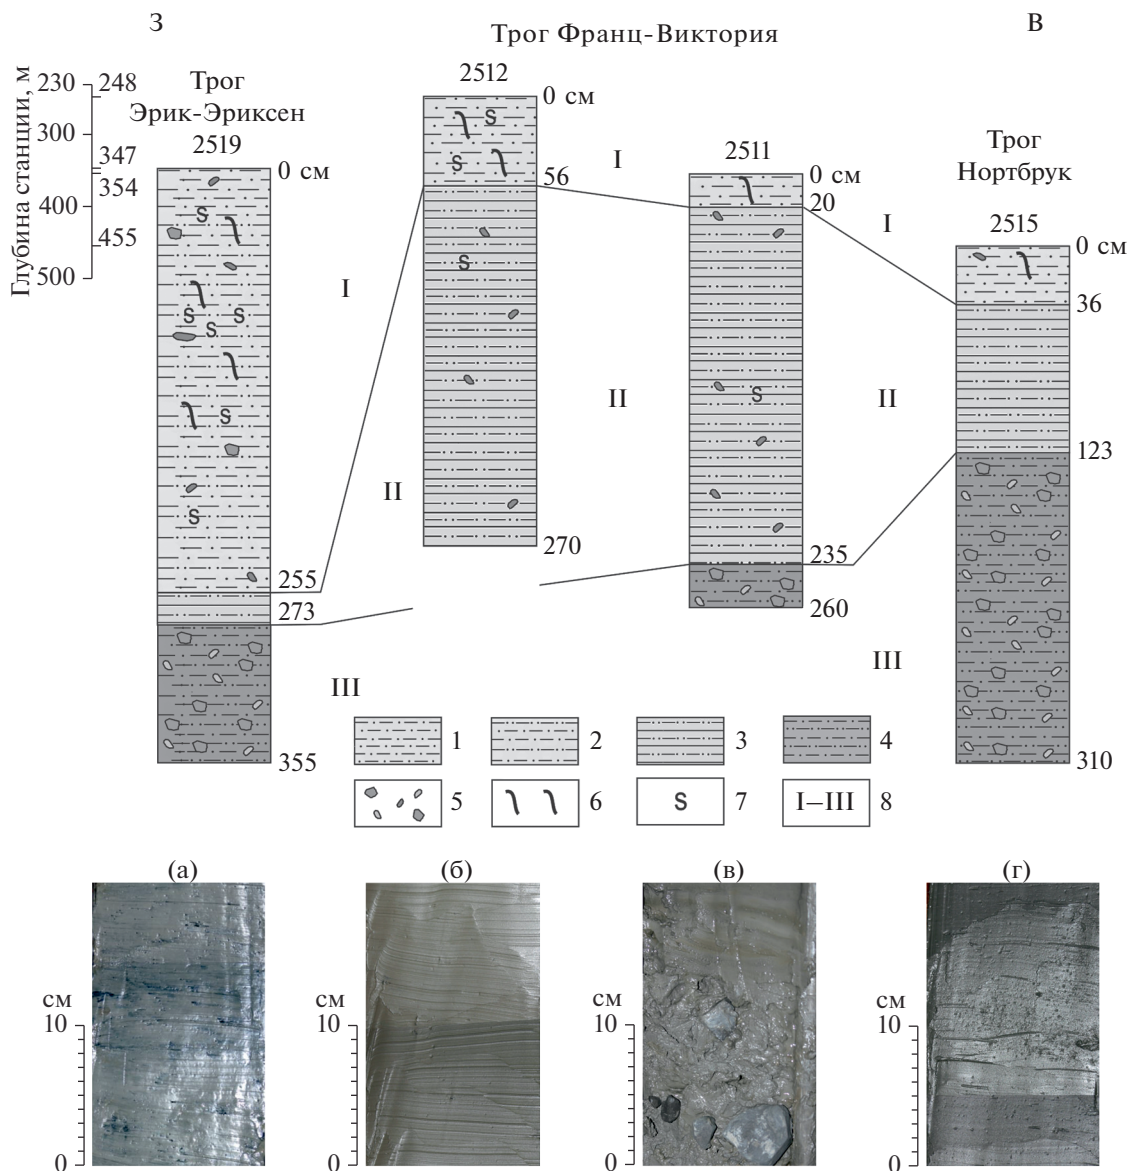 З
Трог Франц-Виктория
В
Глубина станции, м
230
300
400
500
248
347
354
455
Трог
Эрик-Эриксен
2519
0 см
255
273
355
2512
0 см
56
270
2511
0 см
20
235
260
Трог
Нортбрук
2515
0 см
36
123
310
I
I
I
II
II
II
III
III
S
S
S
S
S
S
S
S
S
S
S
1
2
3
4
5
6
S
7
I–III
8
(а)
(б)
(в)
(г)
см
10
0
см
10
0
см
10
0
см
10
0